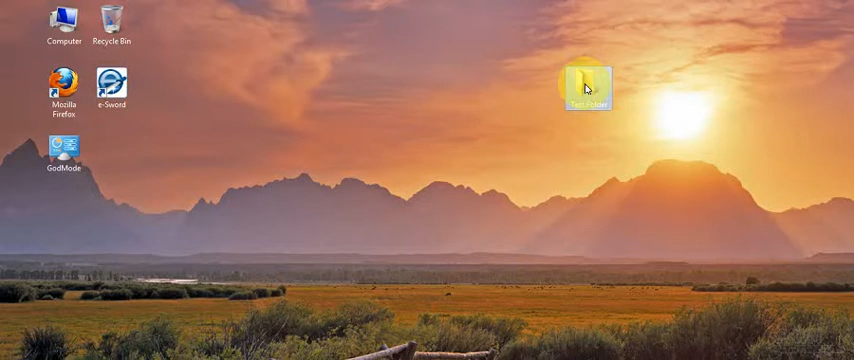 Computer
Recycle Bin
Mozilla
Firefox
e-Sword
GodMode
Test Folder